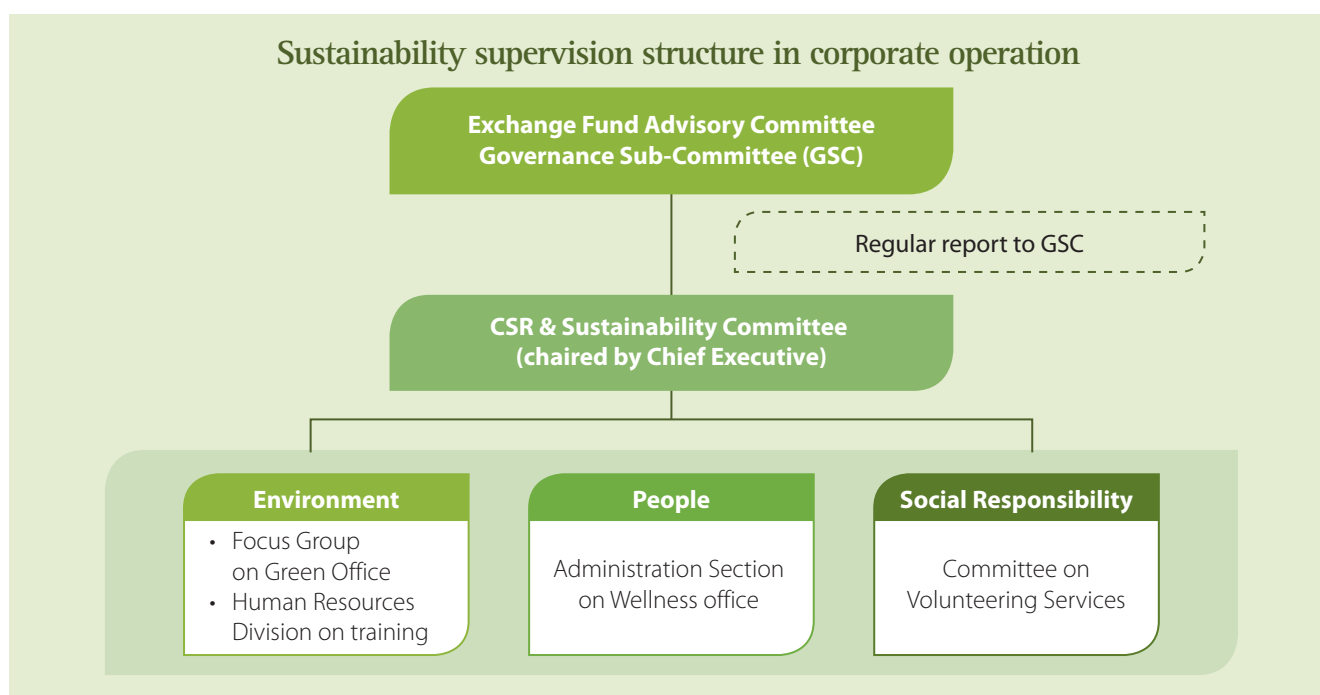 Sustainability supervision structure in corporate operation
Exchange Fund Advisory Committee
Governance Sub-Committee (GSC)
Regular report to GSC
CSR & Sustainability Committee
(chaired by Chief Executive)
Environment
• Focus Group
on Green Office
• Human Resources
Division on training
People
Administration Section
on Wellness office
Social Responsibility
Committee on
Volunteering Services